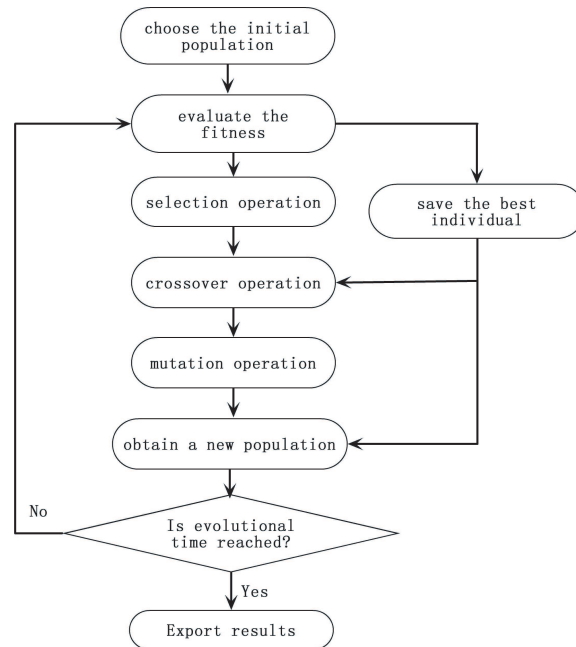 choose the initial
population
evaluate the
fitness
selection operation
save the best
individual
crossover operation
mutation operation
obtain a new population
No
Is evolutional
time reached?
Yes
Export results